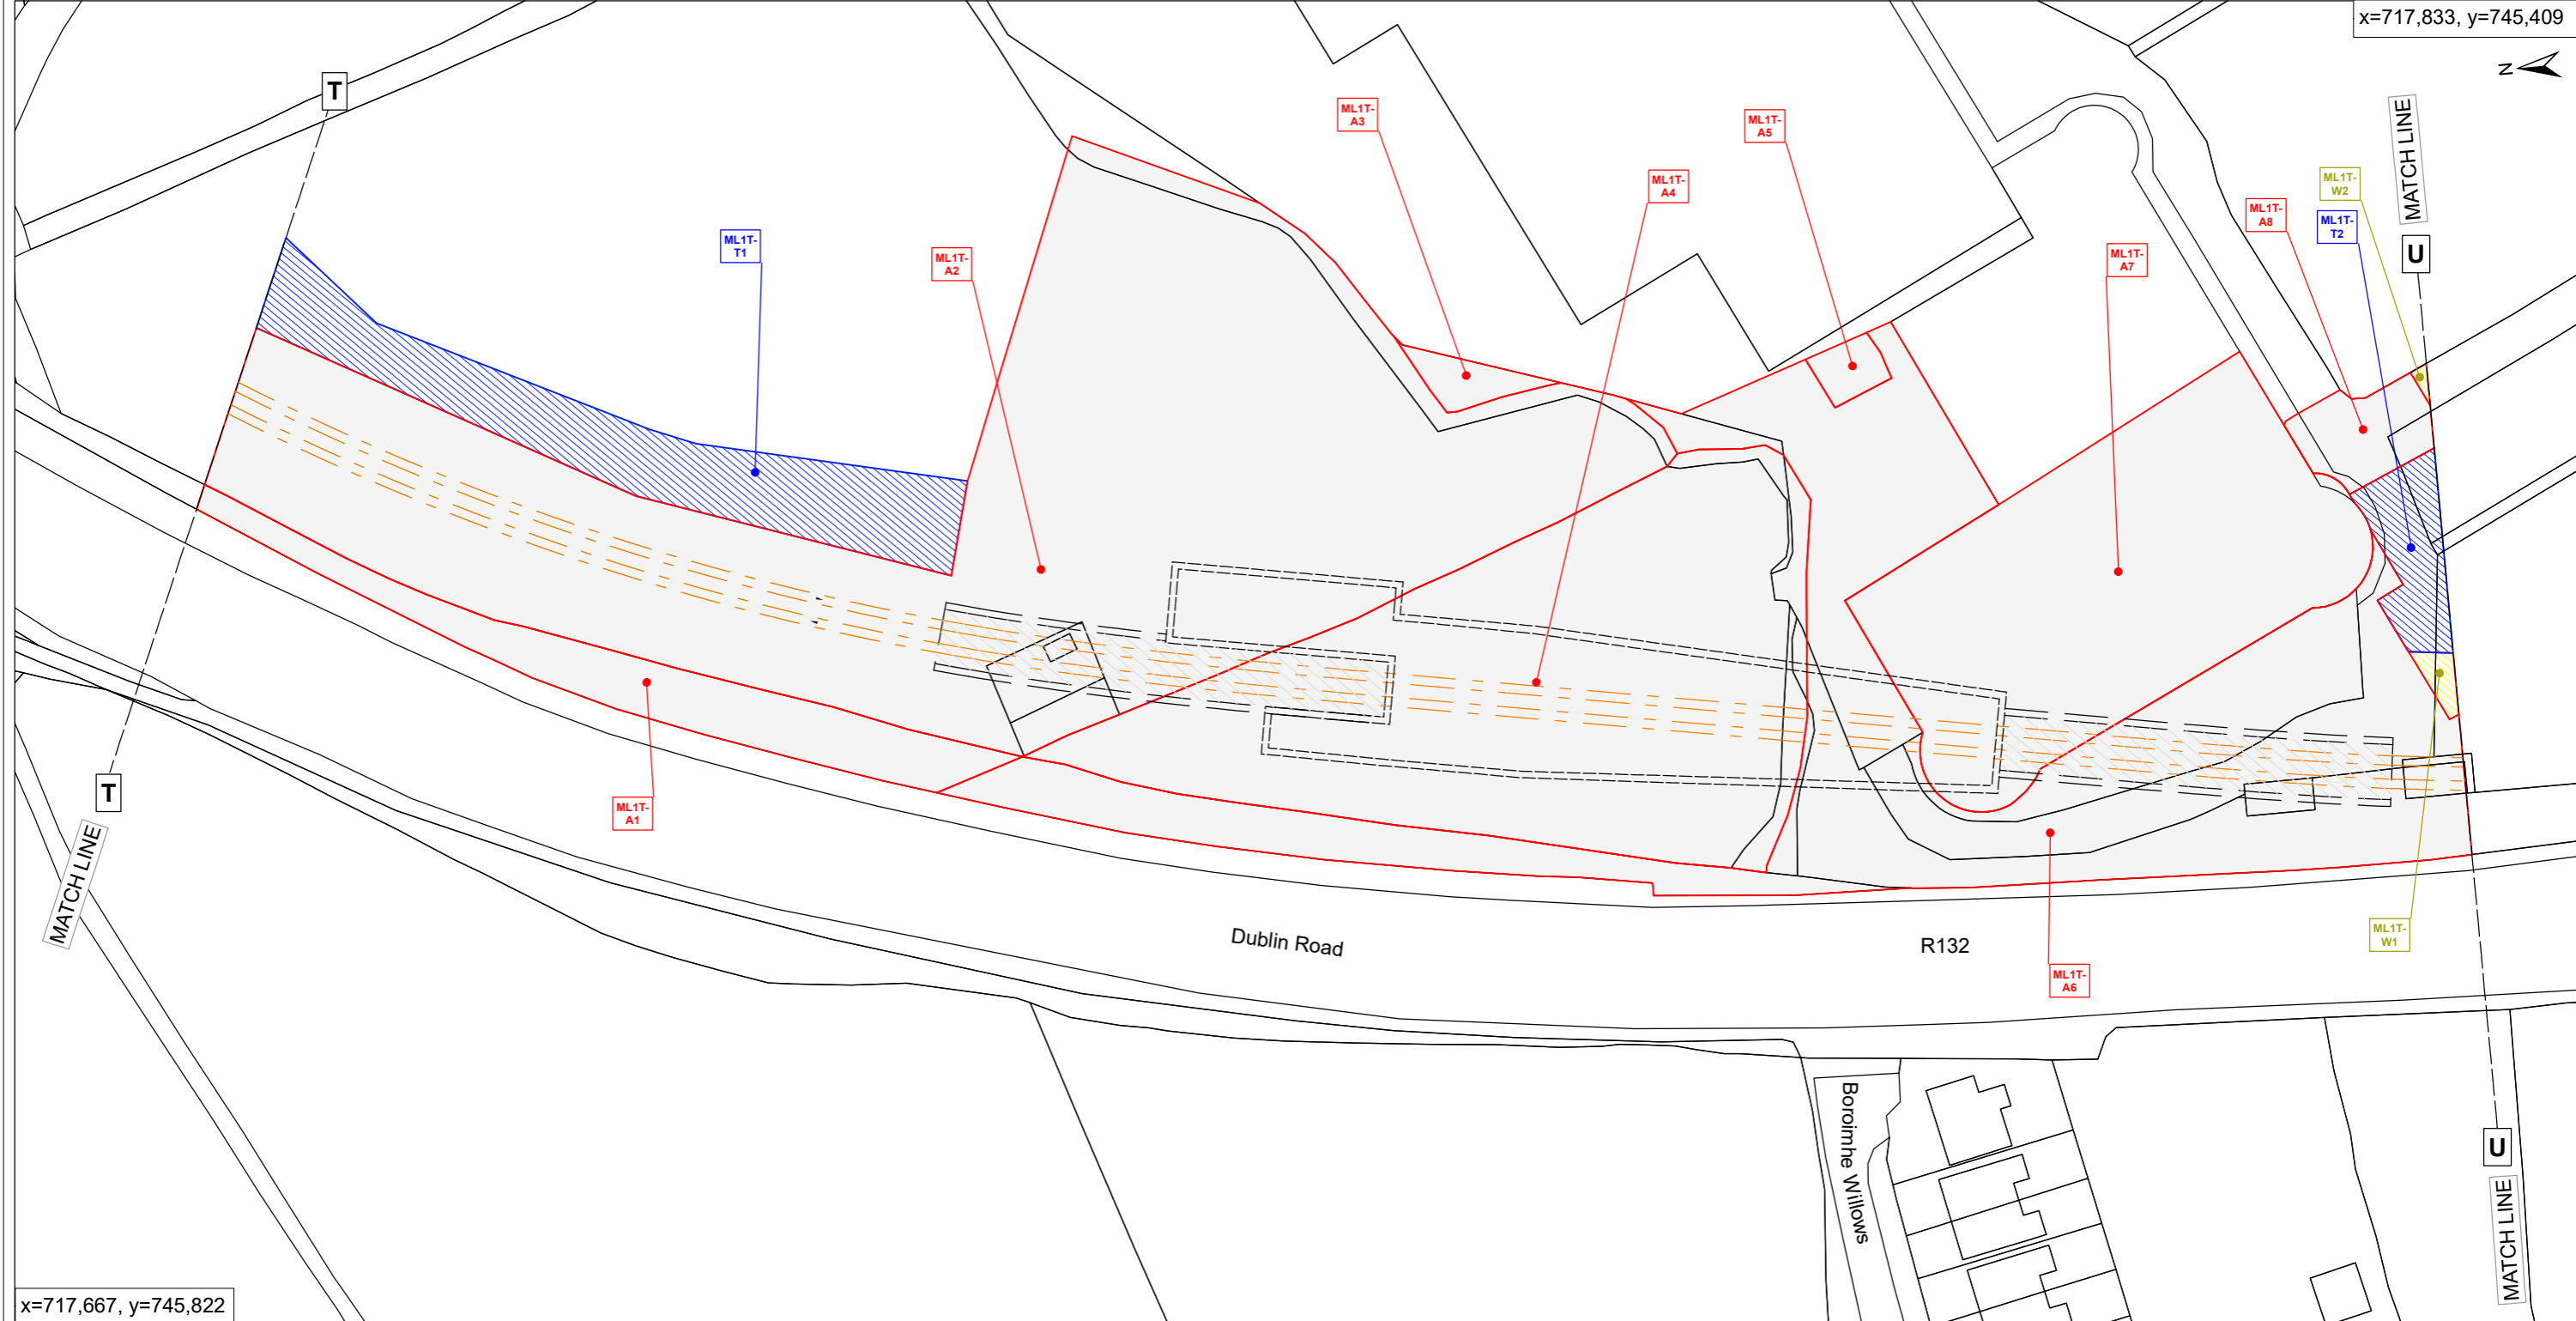 x=717,833, y=745,409
N
T
MATCH LINE
ML1T-
A3
ML1T-
A5
ML1T-
A4
ML1T-
W2
ML1T-
A8
ML1T-
T2
U
ML1T-
T1
ML1T-
A2
ML1T-
A7
T
MATCH LINE
ML1T-
A1
Dublin Road
R132
ML1T-
W1
ML1T-
A6
Boroimhe Willows
U
MATCH LINE
x=717,667, y=745,822